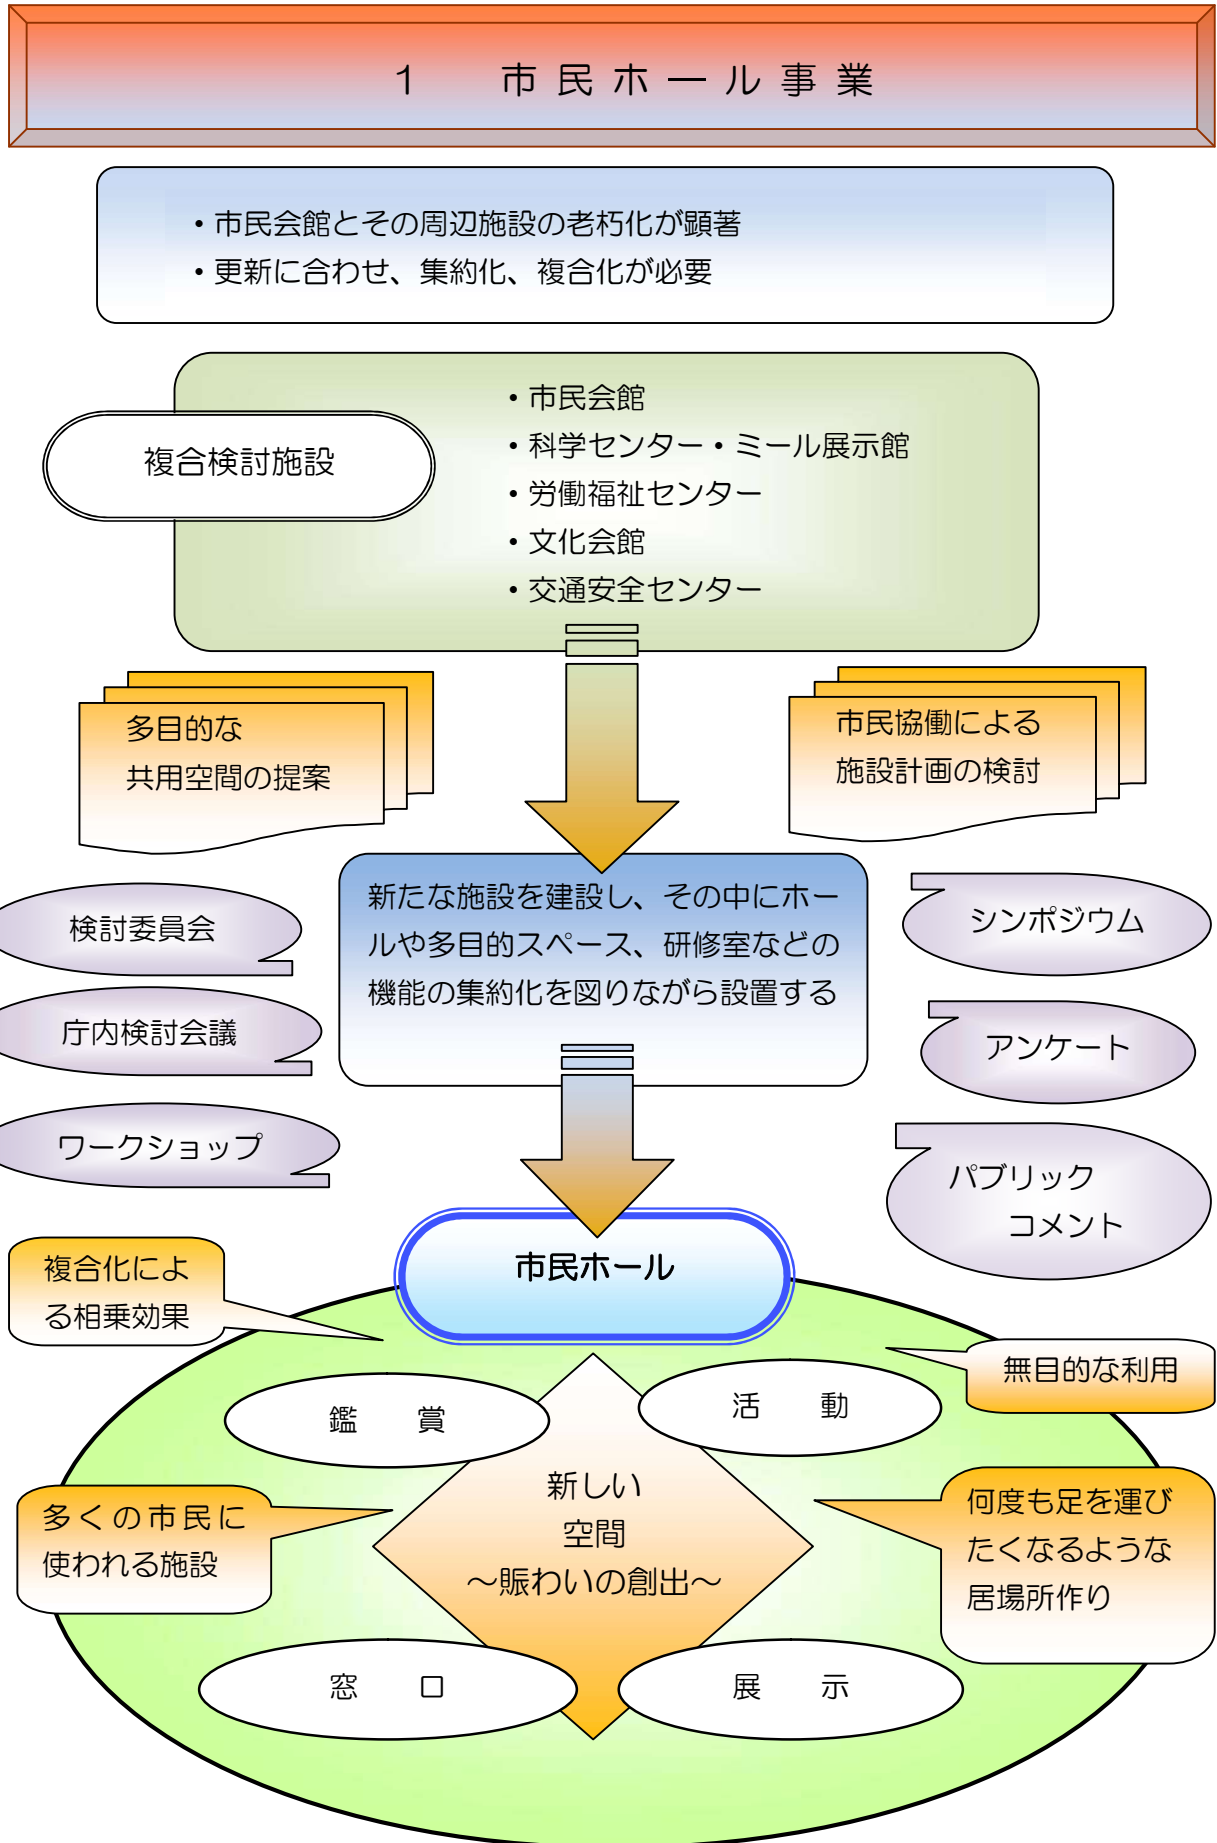 1 市民ホール事業
・市民会館とその周辺施設の老朽化が顕著
・更新に合わせ、集約化、複合化が必要
複合検討施設
・市民会館
・科学センター・ミール展示館
・労働福祉センター
・文化会館
・交通安全センター
多目的な
共用空間の提案
市民協働による
施設計画の検討
新たな施設を建設し、その中にホー
ルや多目的スペース、研修室などの
機能の集約化を図りながら設置する
検討委員会
庁内検討会議
ワークショップ
シンポジウム
アンケート
パブリック
コメント
市民ホール
複合化によ
る相乗効果
無目的な利用
鑑 賞
活 動
新しい
空間
～賑わいの創出～
多くの市民に
使われる施設
何度も足を運び
たくなるような
居場所作り
窓 口
展 示